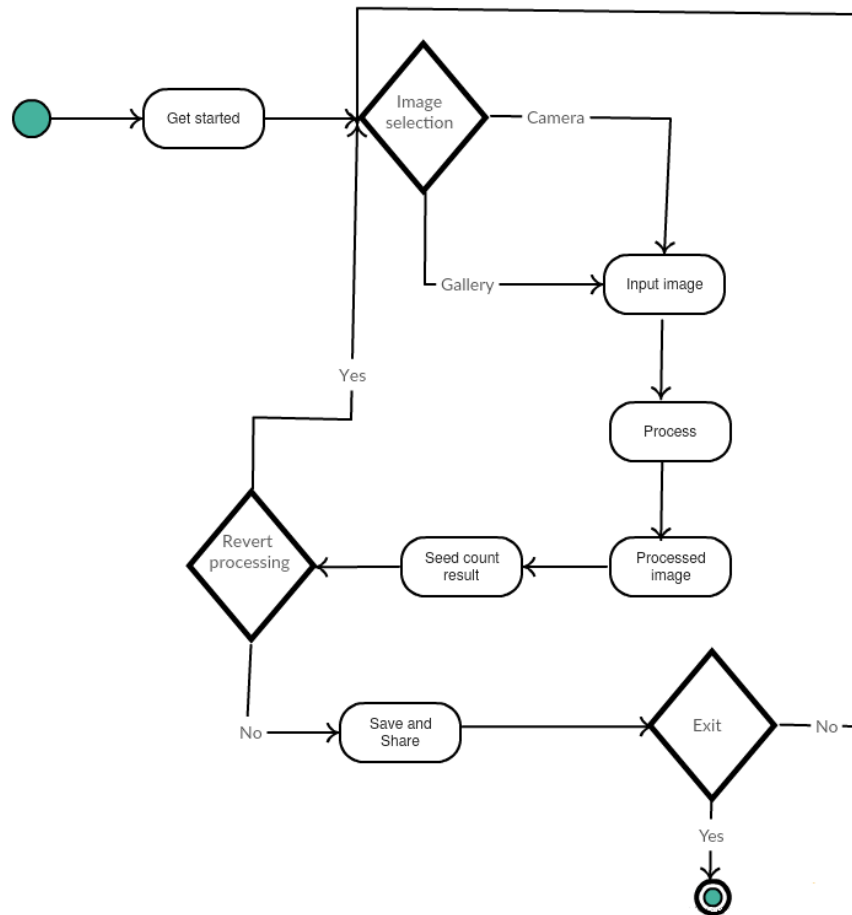 Get started
Image
selection
Camera
Gallery
Input image
Yes
Process
Revert
processing
Seed count
result
Processed
image
No
Save and
Share
Exit
No
Yes